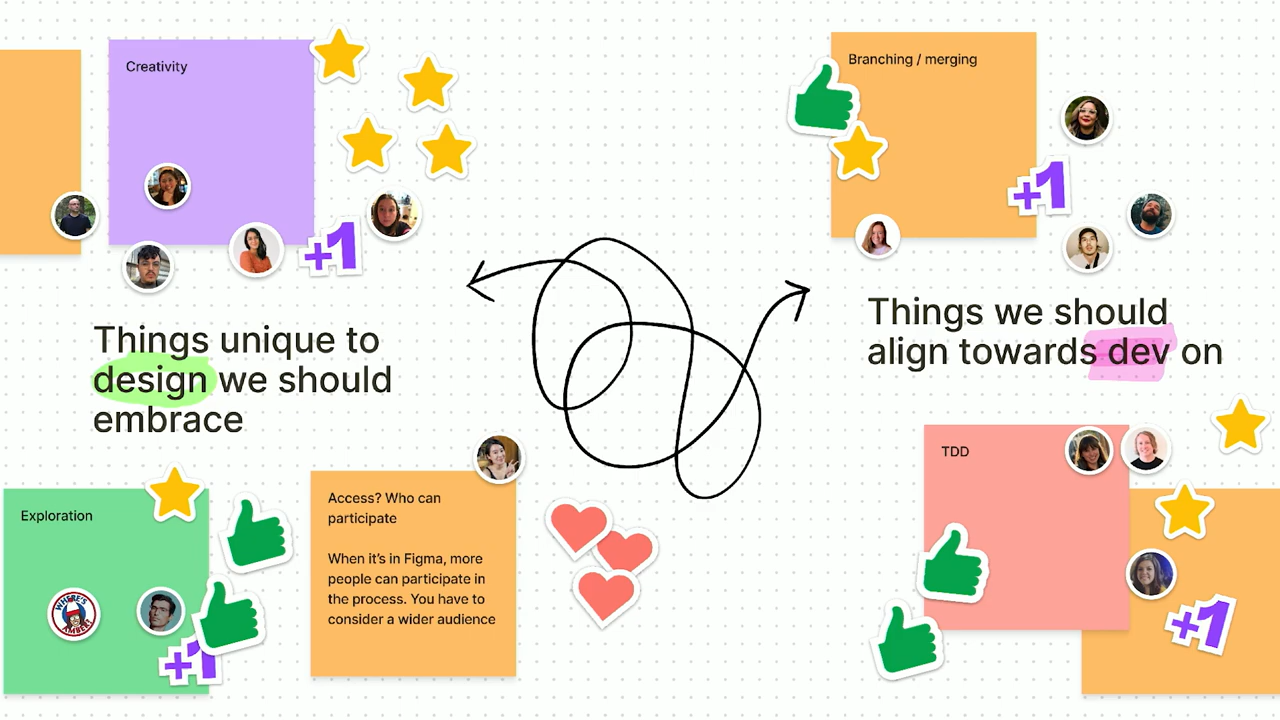 Creativity
+1
Things unique to
design we should
embrace
Exploration
WHERE'S
+1
Access? Who can
participate
When it's in Figma, more
people can participate in
the process. You have to
consider a wider audience
Branching / merging
+1
Things we should
align towards dev on
TDD
+1